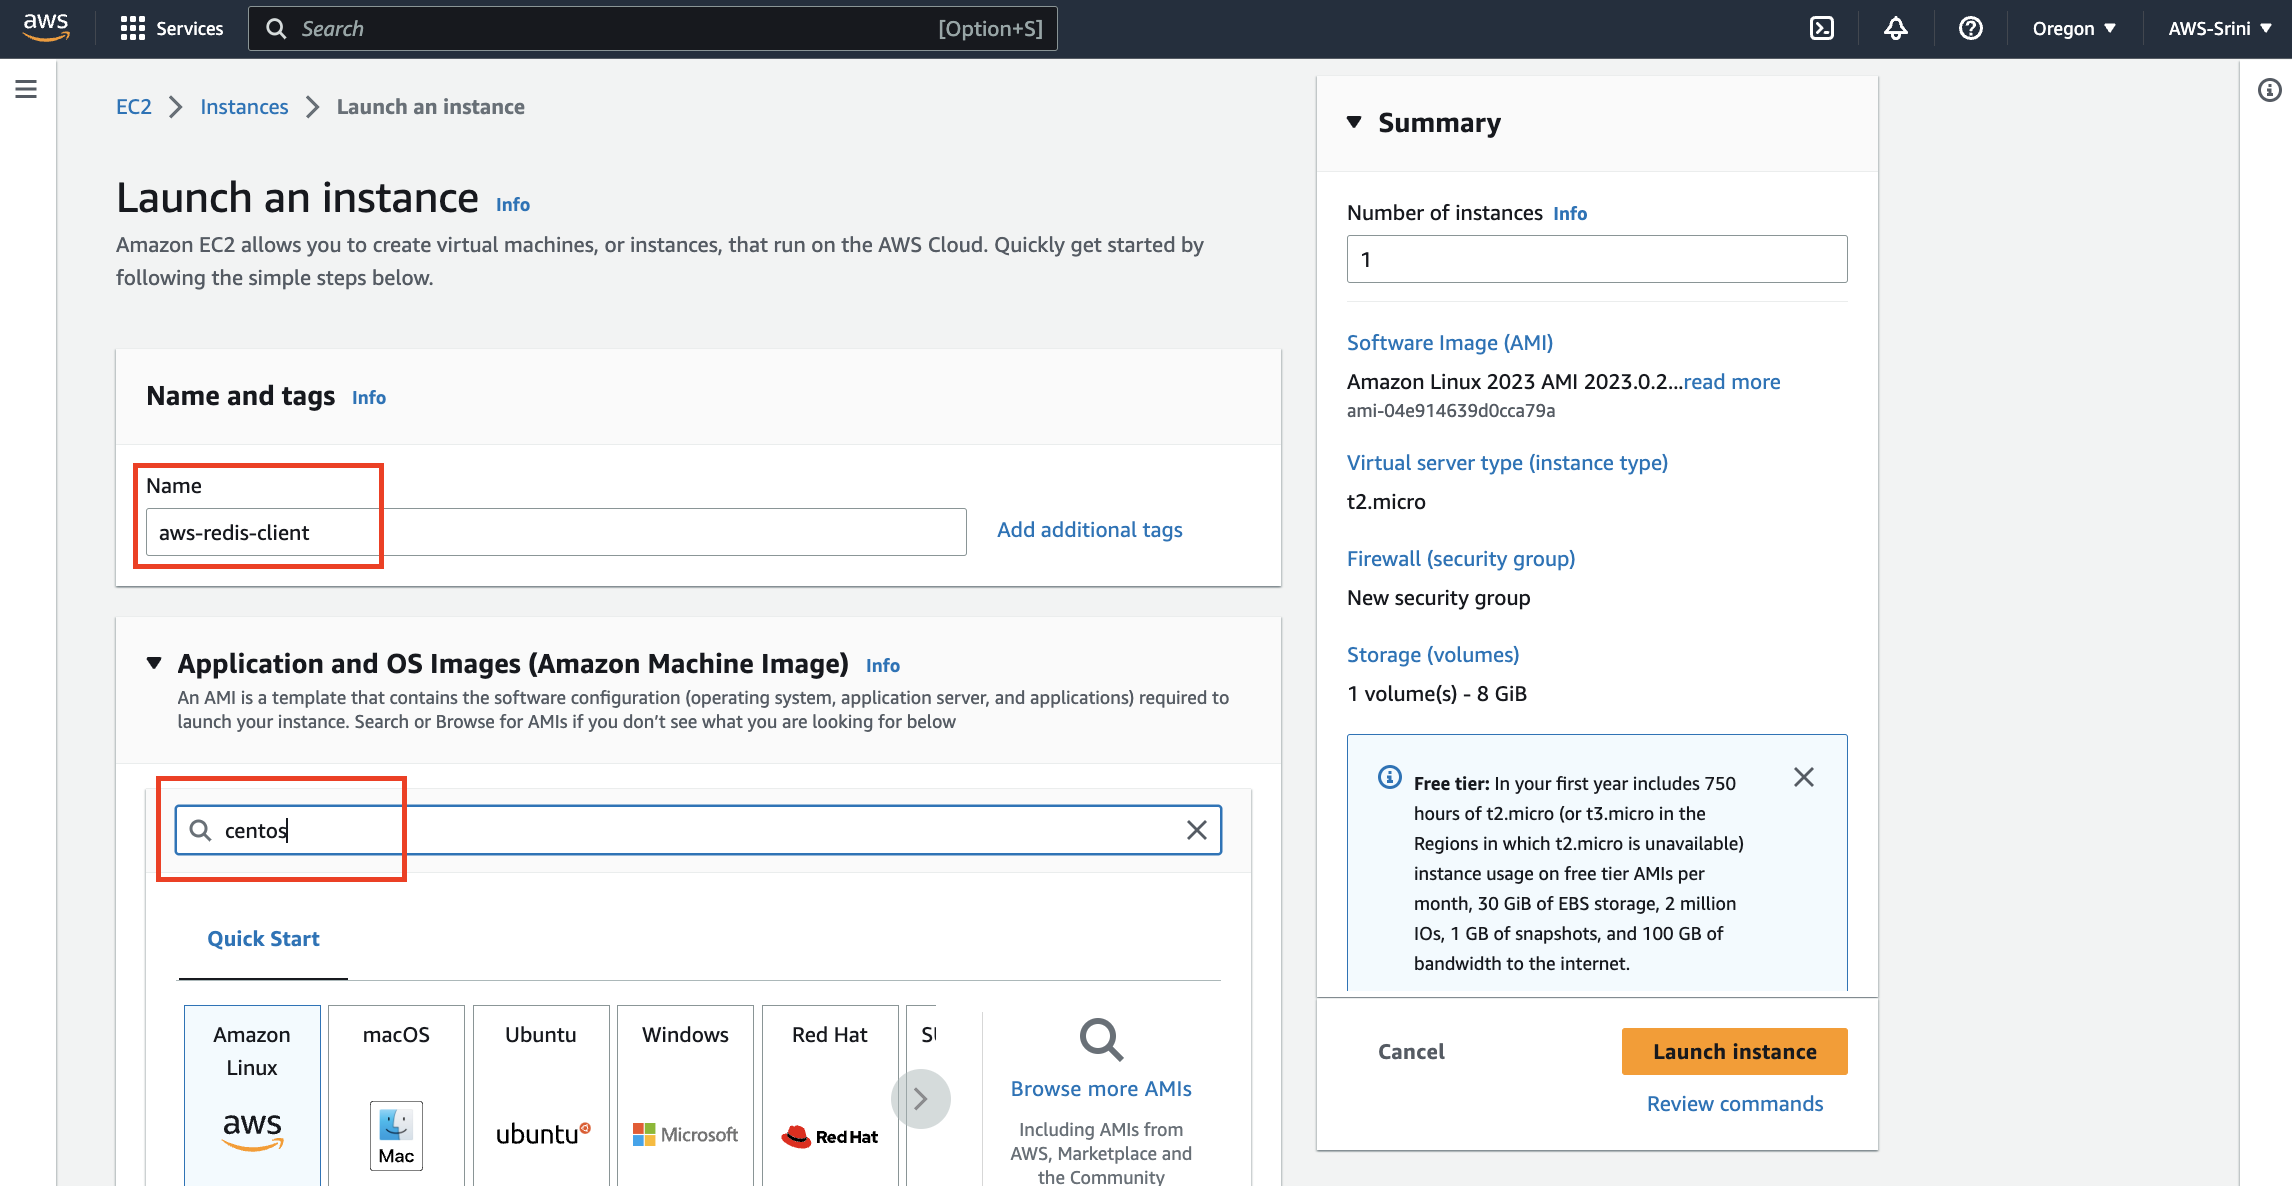 aws
Services
Search
[Option+S]
Oregon
AWS-Srini
EC2
Instances
Launch an instance
Launch an instance Info
Amazon EC2 allows you to create virtual machines, or instances, that run on the AWS Cloud. Quickly get started by
following the simple steps below.
Name and tags Info
Name
aws-redis-client
Add additional tags
Application and OS Images (Amazon Machine Image) Info
An AMI is a template that contains the software configuration (operating system, application server, and applications) required to
launch your instance. Search or Browse for AMIs if you don’t see what you are looking for below
centos
Quick Start
Amazon
Linux
aws
macOS
Mac
Ubuntu
ubuntu
Windows
Microsoft
Red Hat
Red Hat
Browse more AMIs
Including AMIs from
AWS, Marketplace and
the Community
Summary
Number of instances Info
1
Software Image (AMI)
Amazon Linux 2023 AMI 2023.0.2...read more
ami-04e914639d0cca79a
Virtual server type (instance type)
t2.micro
Firewall (security group)
New security group
Storage (volumes)
1 volume(s) - 8 GiB
Free tier: In your first year includes 750
hours of t2.micro (or t3.micro in the
Regions in which t2.micro is unavailable)
instance usage on free tier AMIs per
month, 30 GiB of EBS storage, 2 million
IOs, 1 GB of snapshots, and 100 GB of
bandwidth to the internet.
Cancel
Launch instance
Review commands